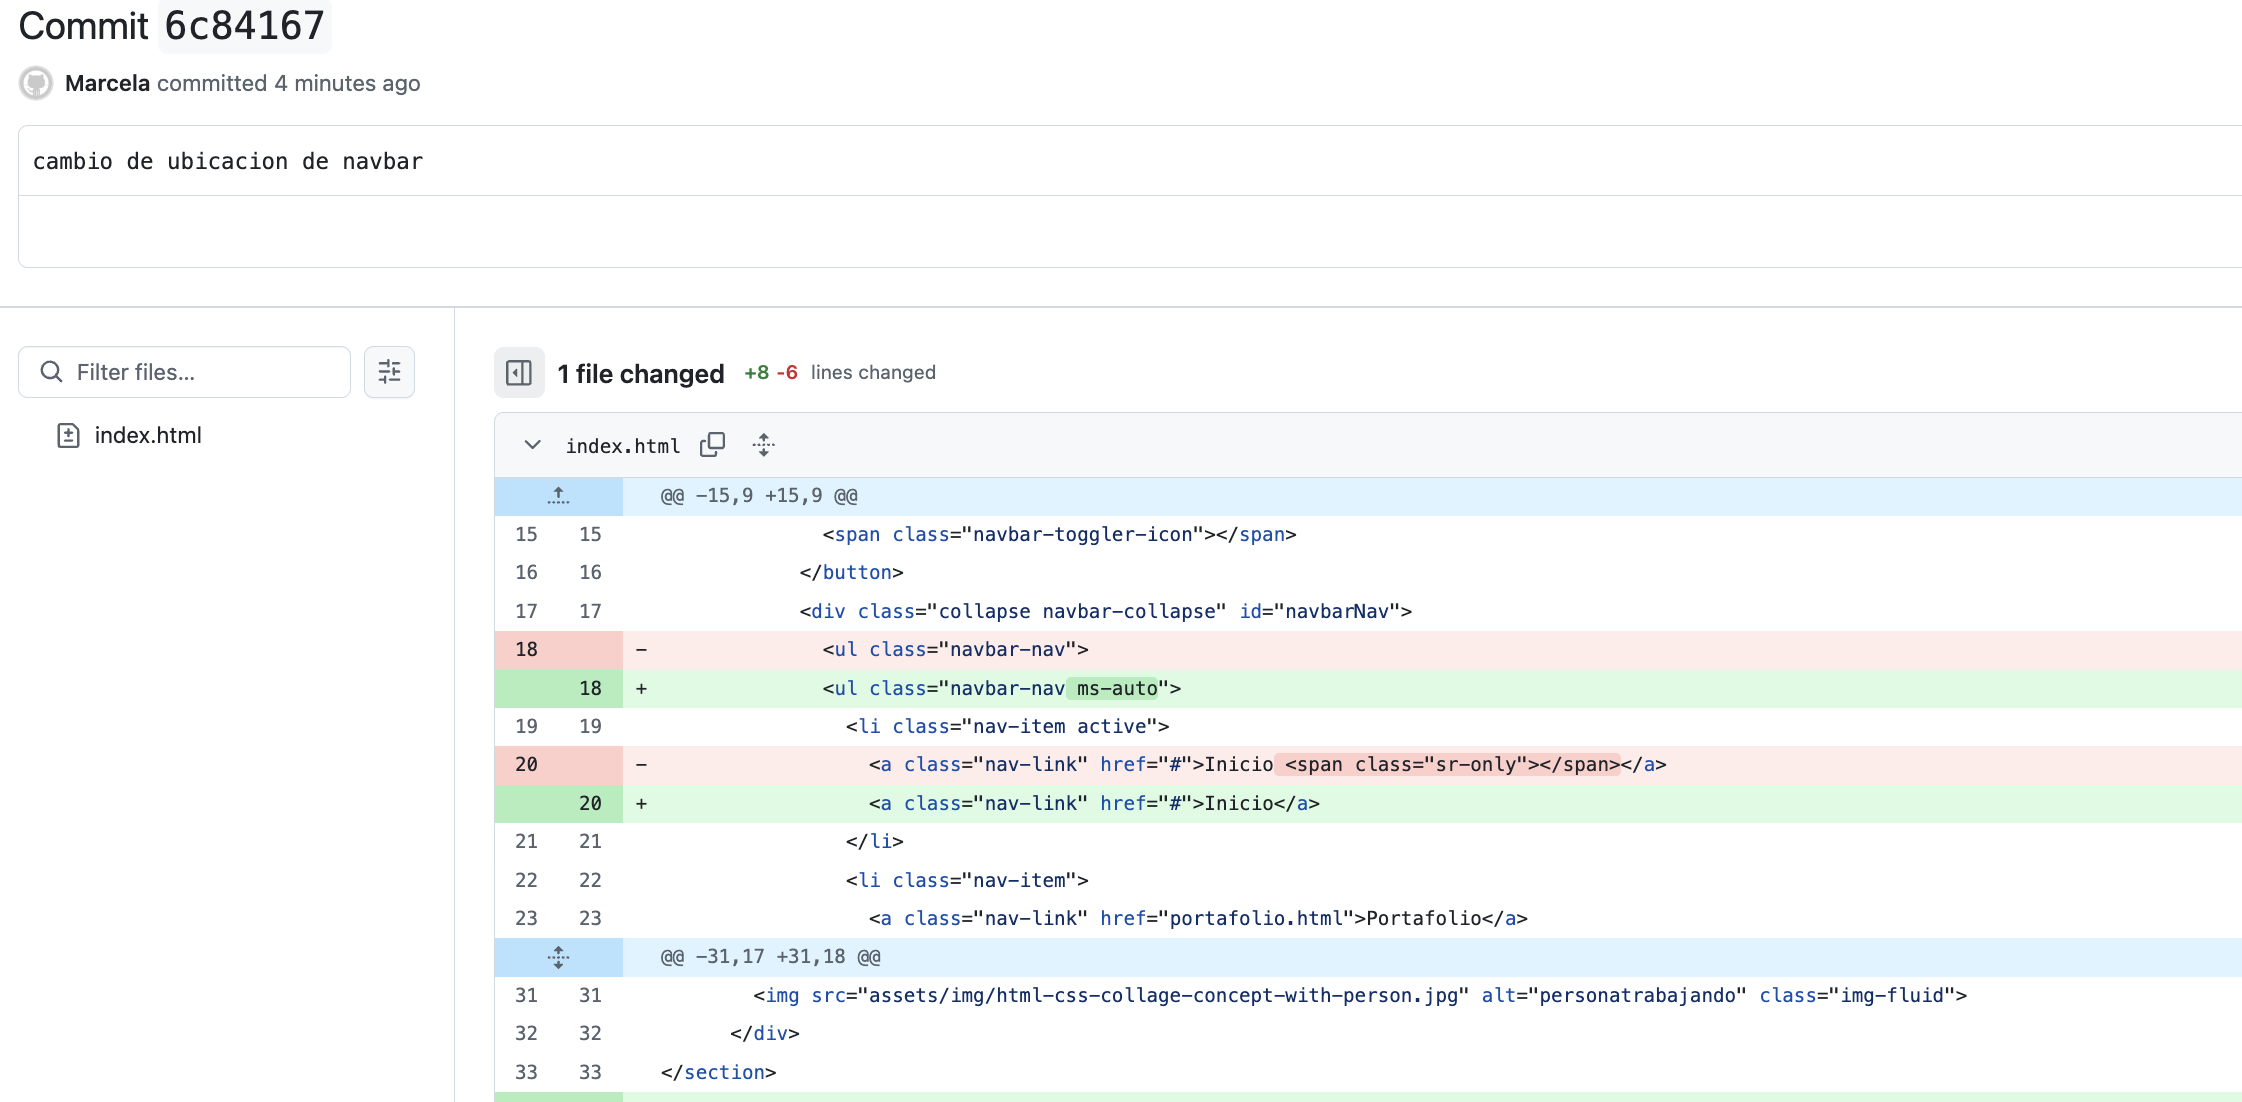 Commit 6c84167
Marcela committed 4 minutes ago
cambio de ubicacion de navbar
Filter files...
index.html
1 file changed +8 -6 lines changed
index.html
@@ -15,9 +15,9 @@
15 15 <span class="navbar-toggler-icon"></span>
16 16 </button>
17 17 <div class="collapse navbar-collapse" id="navbarNav">
18 - <ul class="navbar-nav">
18 + <ul class="navbar-nav ms-auto">
19 19 <li class="nav-item active">
20 - <a class="nav-link" href="#">Inicio <span class="sr-only"></span></a>
20 + <a class="nav-link" href="#">Inicio</a>
21 21 </li>
22 22 <li class="nav-item">
23 23 <a class="nav-link" href="portafolio.html">Portafolio</a>
@@ -31,17 +31,18 @@
31 31 <img src="assets/img/html-css-collage-concept-with-person.jpg" alt="personatrabajando" class="img-fluid">
32 32 </div>
33 33 </section>